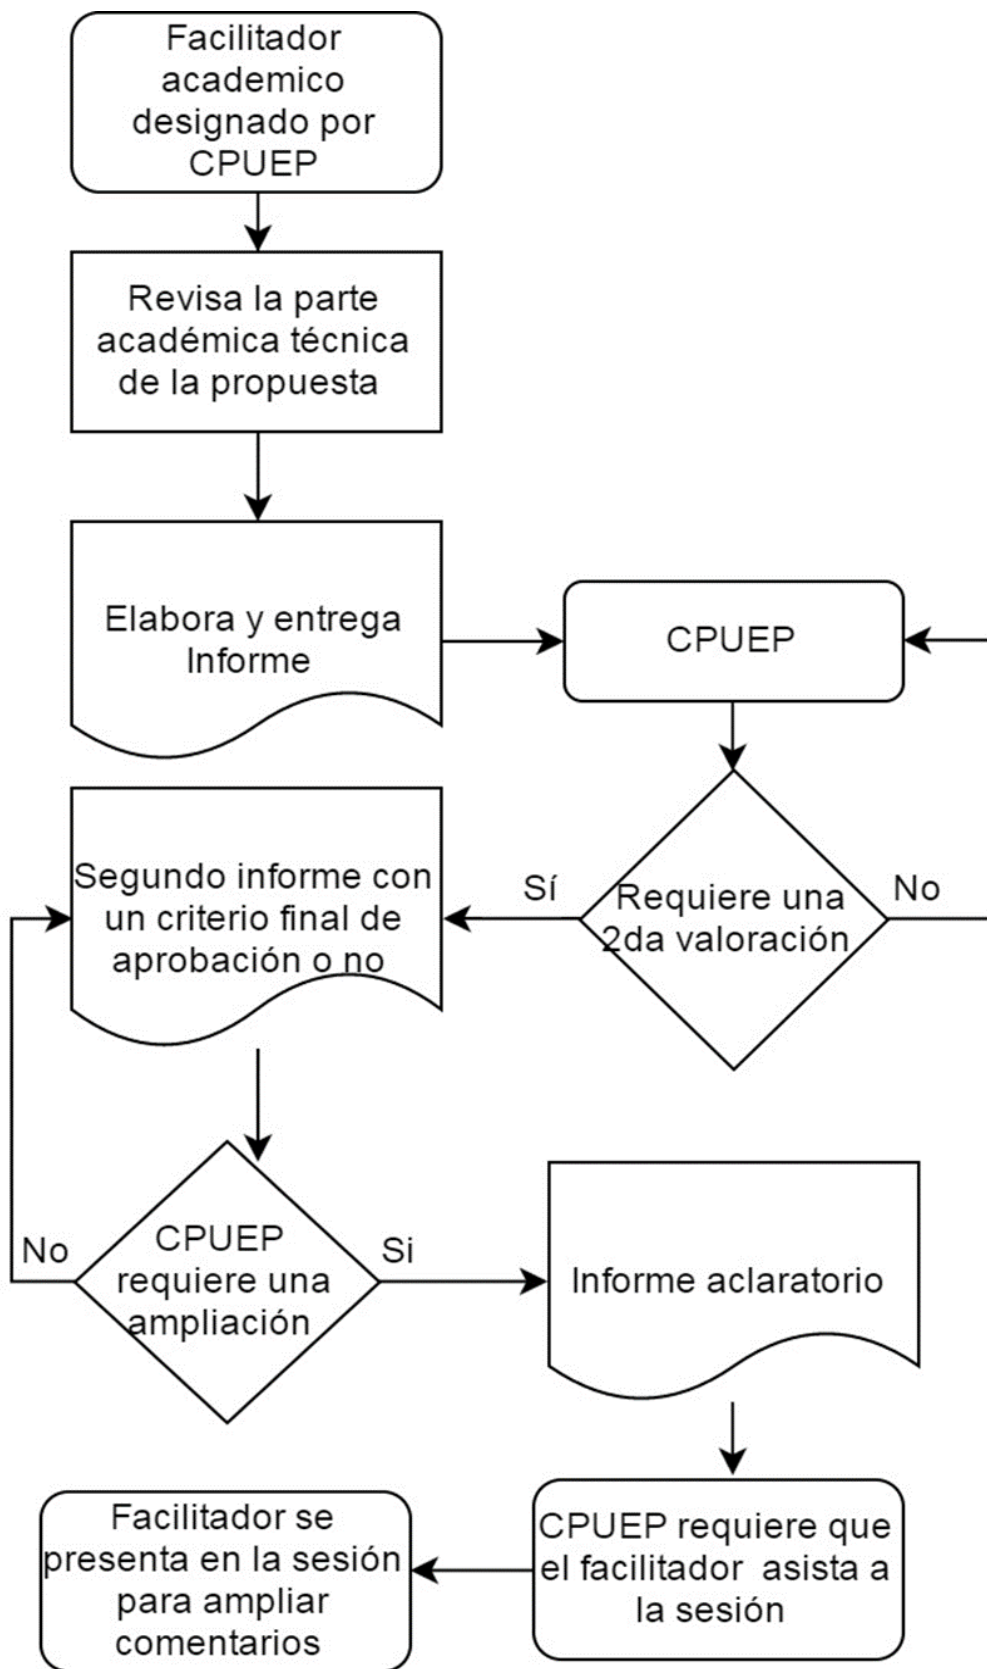 Facilitador
academico
designado por
CPUEP
Revisa la parte
académica técnica
de la propuesta
Elabora y entrega
Informe
CPUEP
Segundo informe con
un criterio final de
aprobación o no
Sí
Requiere una
2da valoración
No
No
CPUEP
requiere una
ampliación
Si
Informe aclaratorio
CPUEP requiere que
el facilitador asista a
la sesión
Facilitador se
presenta en la sesión
para ampliar
comentarios